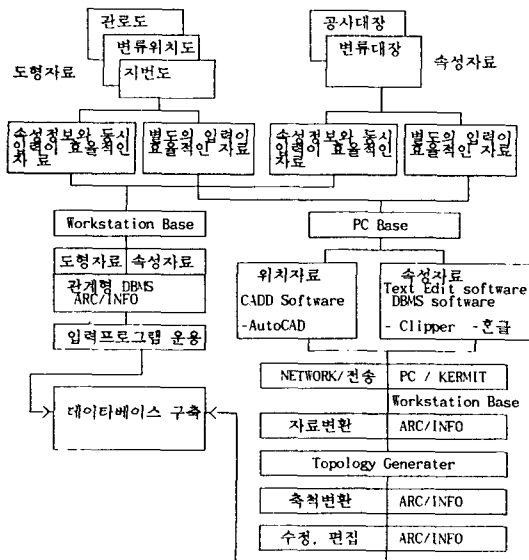 관로도
변류위치도
지번도
도형자료
공사대장
변류대장
속성자료
속성정보와 동시
입력이 효율적인
자료
별도의 입력이
효율적인 자료
속성정보와 동시
입력이 효율적인
자료
별도의 입력이
효율적인 자료
Workstation Base
PC Base
도형자료 속성자료
관계형 DBMS
ARC/INFO
입력프로그램 운용
데이타베이스 구축
위치자료
CADD Software
-AutoCAD
속성자료
Text Edit software
DBMS software
- Clipper -흔글
NETWORK/전송 PC / KERMIT
Workstation Base
자료변환 ARC/INFO
Topology Generater
축척변환 ARC/INFO
수정, 편집 ARC/INFO